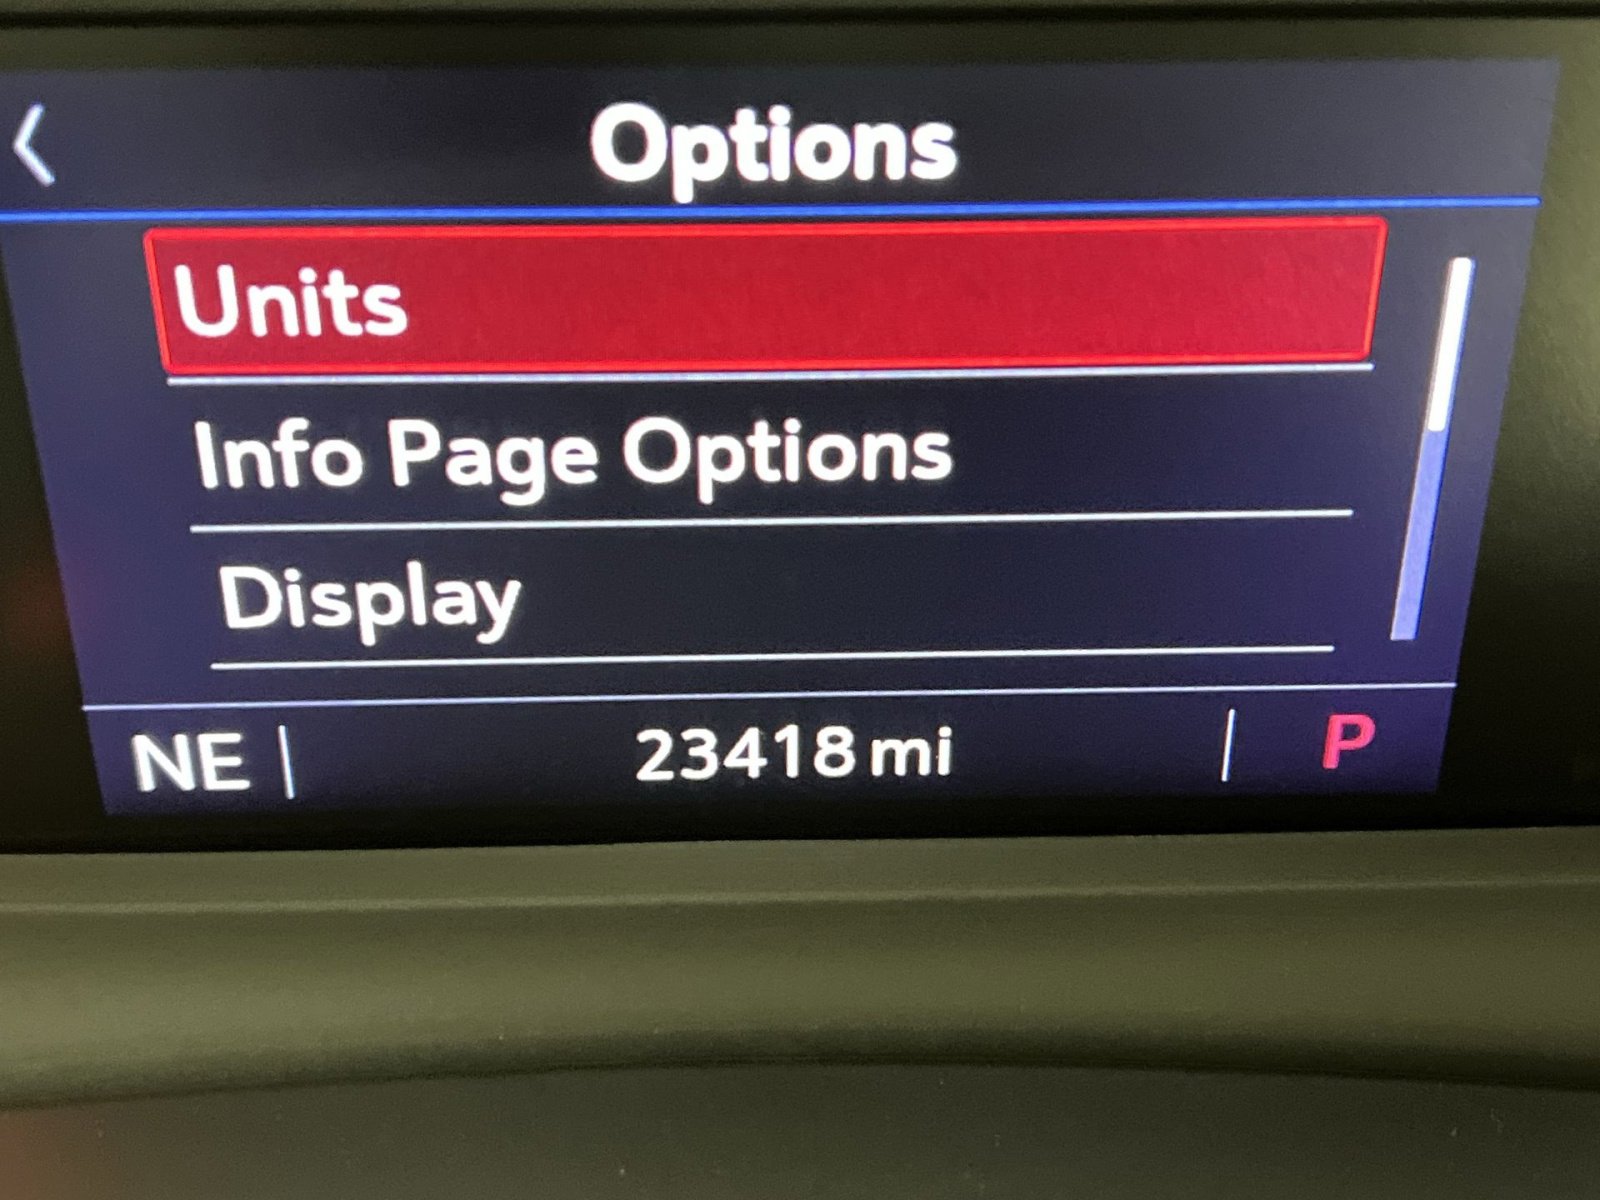 Options
Units
Info Page Options
Display
NE 23418 mi P